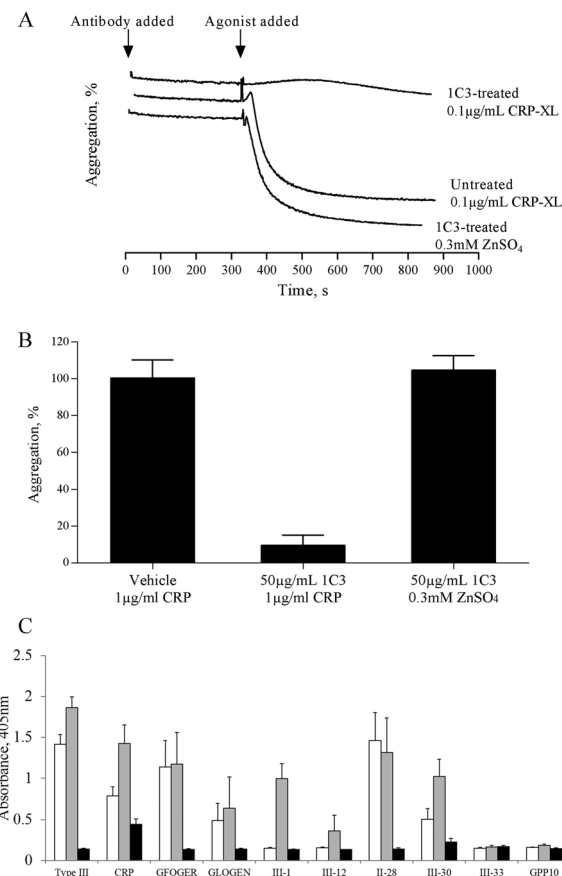 A
Antibody added
Agonist added
Aggregation, %
1C3-treated
0.1µg/mL CRP-XL
Untreated
0.1µg/mL CRP-XL
1C3-treated
0.3mM ZnSO4
0 100 200 300 400 500 600 700 800 900 1000
Time, s
B
Aggregation, %
120
100
80
60
40
20
0
Vehicle
1µg/ml CRP
50µg/mL 1C3
1µg/ml CRP
50µg/mL 1C3
0.3mM ZnSO4
C
Absorbance, 405nm
2.5
2
1.5
1
0.5
0
Type III CRP GFOGER GLOGEN III-1 III-12 II-28 III-30 III-33 GPP10